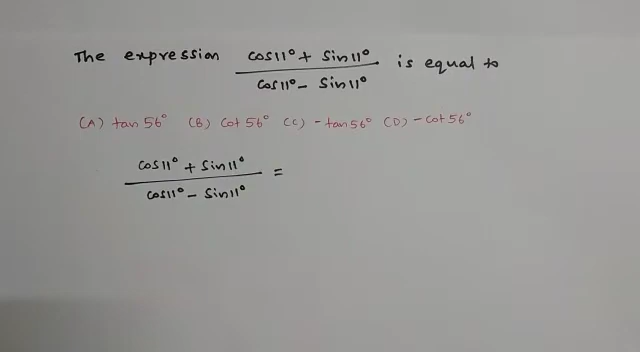 The expression cos11° + sin11° / cos11° - sin11° is equal to
(A) tan 56° (B) cot 56° (C) - tan 56° (D) - cot 56°
cos11° + sin11° / cos11° - sin11° =